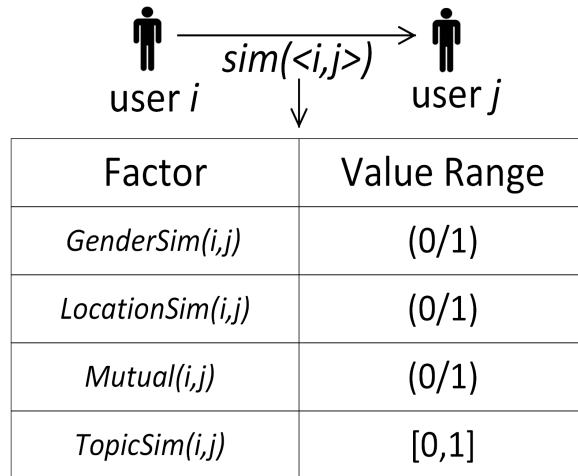 sim(<i,j>)
user i
user j
Factor Value Range
GenderSim(i,j) (0/1)
LocationSim(i,j) (0/1)
Mutual(i,j) (0/1)
TopicSim(i,j) [0,1]